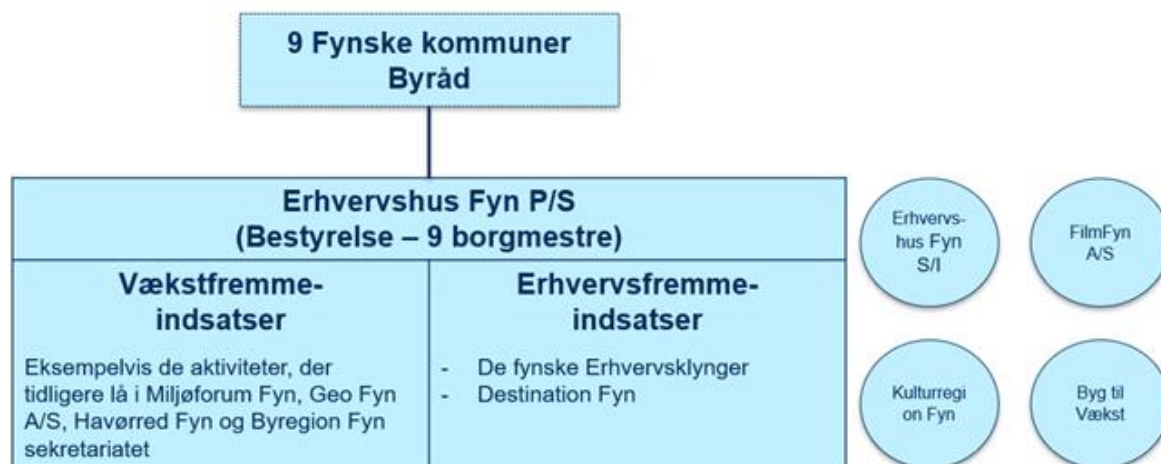 9 Fynske kommuner
Byråd
Erhvervshus Fyn P/S
(Bestyrelse – 9 borgmestre)
Vækstfremme-
indsatser
Eksempelvis de aktiviteter, der
tidligere lå i Miljøforum Fyn, Geo Fyn
A/S, Havørred Fyn og Byregion Fyn
sekretariatet
Erhvervsfremme-
indsatser
- De fynske Erhvervsklynger
- Destination Fyn
Erhvervs-
hus Fyn
S/I
FilmFyn
A/S
Kulturregi
on Fyn
Byg til
Vækst